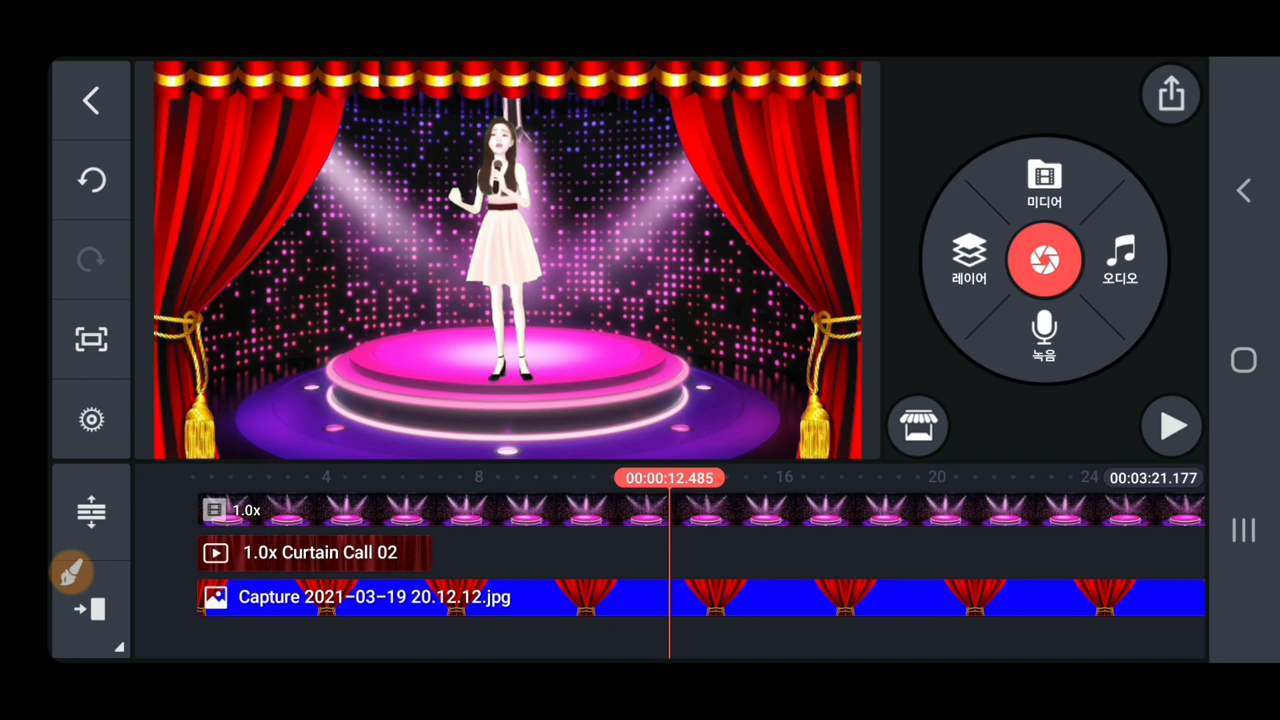 미디어
레이어
오디오
녹음
4
8
00:00:12.485
16
20
24
00:03:21.177
1.0x
1.0x Curtain Call 02
Capture 2021-03-19 20.12.12.jpg